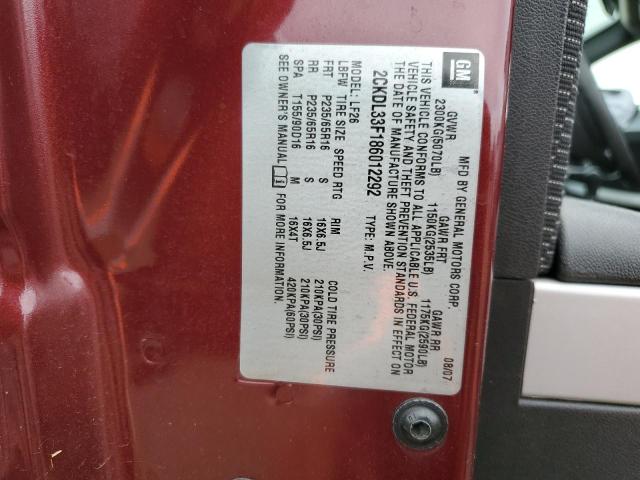 GM
MFD BY GENERAL MOTORS CORP. 08/07
GVWR GAWR FRT GAWR RR
2300KG(5070LB) 1150KG(2535LB) 1175KG(2590LB)
THIS VEHICLE CONFORMS TO ALL APPLICABLE U.S. FEDERAL MOTOR
VEHICLE SAFETY AND THEFT PREVENTION STANDARDS IN EFFECT ON
THE DATE OF MANUFACTURE SHOWN ABOVE.
2CKDL33F186012292 TYPE: M.P.V.
MODEL: LF26
LBFW TIRE SIZE SPEED RTG RIM COLD TIRE PRESSURE
FRT P235/65R16 S 16X6.5J 210KPA(30PSI)
RR P235/65R16 S 16X6.5J 210KPA(30PSI)
SPA T155/90D16 M 16X4T 420KPA(60PSI)
SEE OWNER'S MANUAL FOR MORE INFORMATION.